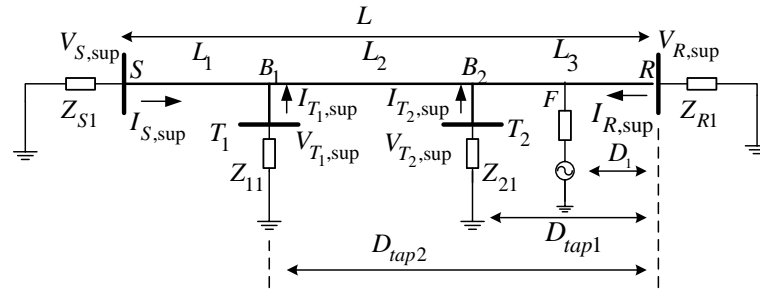 L
V_{S,sup} V_{R,sup}
S L_1 B_1 L_2 B_2 L_3 R
Z_{S1} I_{S,sup} I_{T_1,sup} I_{T_2,sup} F I_{R,sup} Z_{R1}
T_1 V_{T_1,sup} V_{T_2,sup} T_2
Z_{11} Z_{21} D_1
D_{tap1}
D_{tap2}